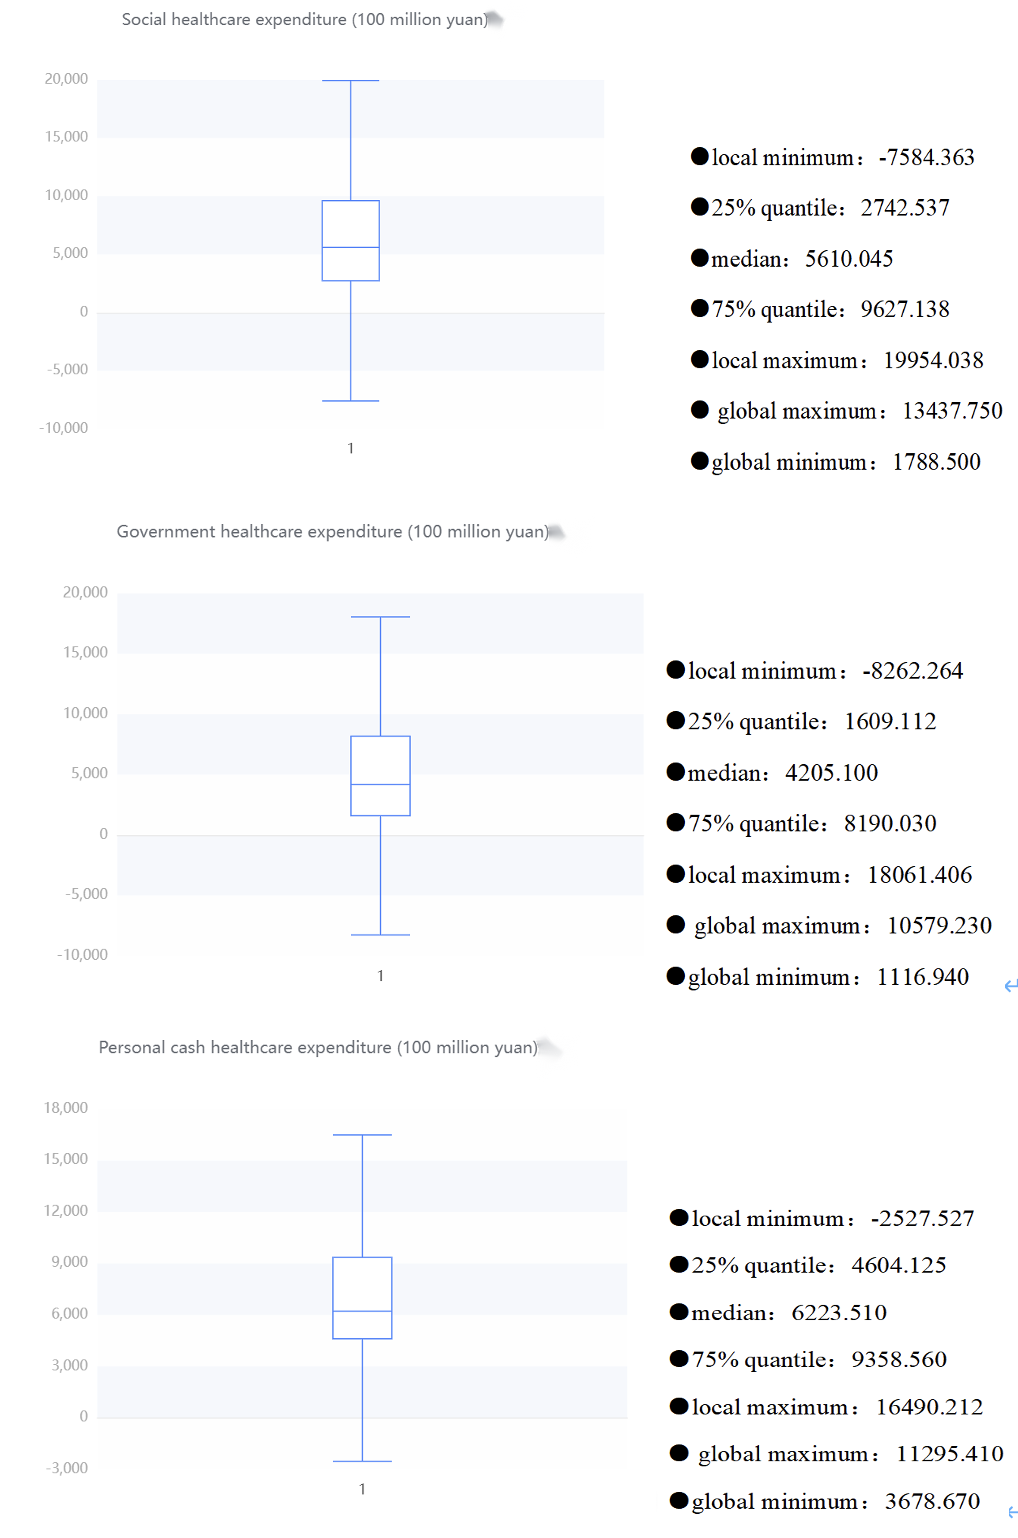 Social healthcare expenditure (100 million yuan)
20,000
15,000
10,000
5,000
0
-5,000
-10,000
1
●local minimum：-7584.363
●25% quantile：2742.537
●median：5610.045
●75% quantile：9627.138
●local maximum：19954.038
● global maximum：13437.750
●global minimum：1788.500
Government healthcare expenditure (100 million yuan)
20,000
15,000
10,000
5,000
0
-5,000
-10,000
1
●local minimum：-8262.264
●25% quantile：1609.112
●median：4205.100
●75% quantile：8190.030
●local maximum：18061.406
● global maximum：10579.230
●global minimum：1116.940
Personal cash healthcare expenditure (100 million yuan)
18,000
15,000
12,000
9,000
6,000
3,000
0
-3,000
1
●local minimum：-2527.527
●25% quantile：4604.125
●median：6223.510
●75% quantile：9358.560
●local maximum：16490.212
● global maximum：11295.410
●global minimum：3678.670